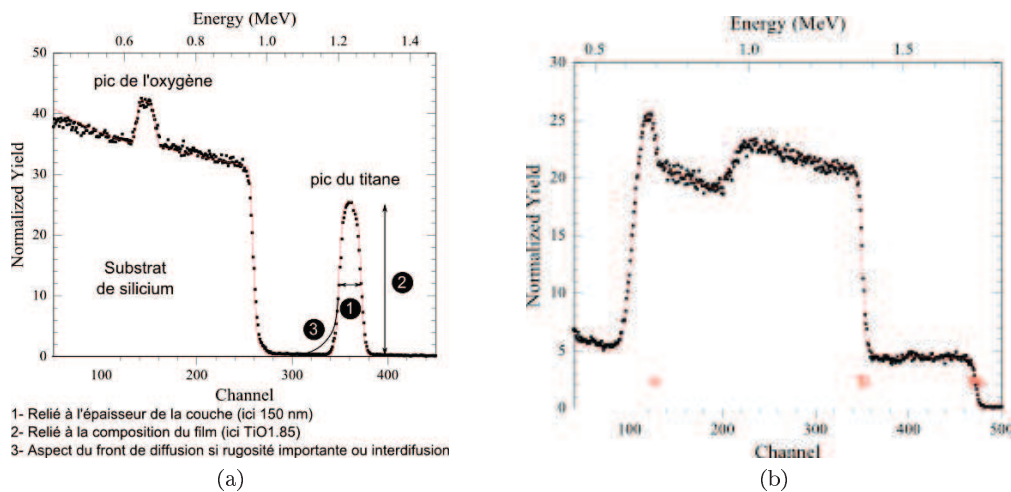 Energy (MeV)
0.6 0.8 1.0 1.2 1.4
50
40
30
20
10
0
Normalized Yield
pic de l'oxygène
pic du titane
Substrat
de silicium
1
2
3
100 200 300 400
Channel
1- Relié à l'épaisseur de la couche (ici 150 nm)
2- Relié à la composition du film (ici TiO1.85)
3- Aspect du front de diffusion si rugosité importante ou interdifusion
(a)
Energy (MeV)
0.5 1.0 1.5
30
25
20
15
10
5
0
Normalized Yield
100 200 300 400 500
Channel
(b)